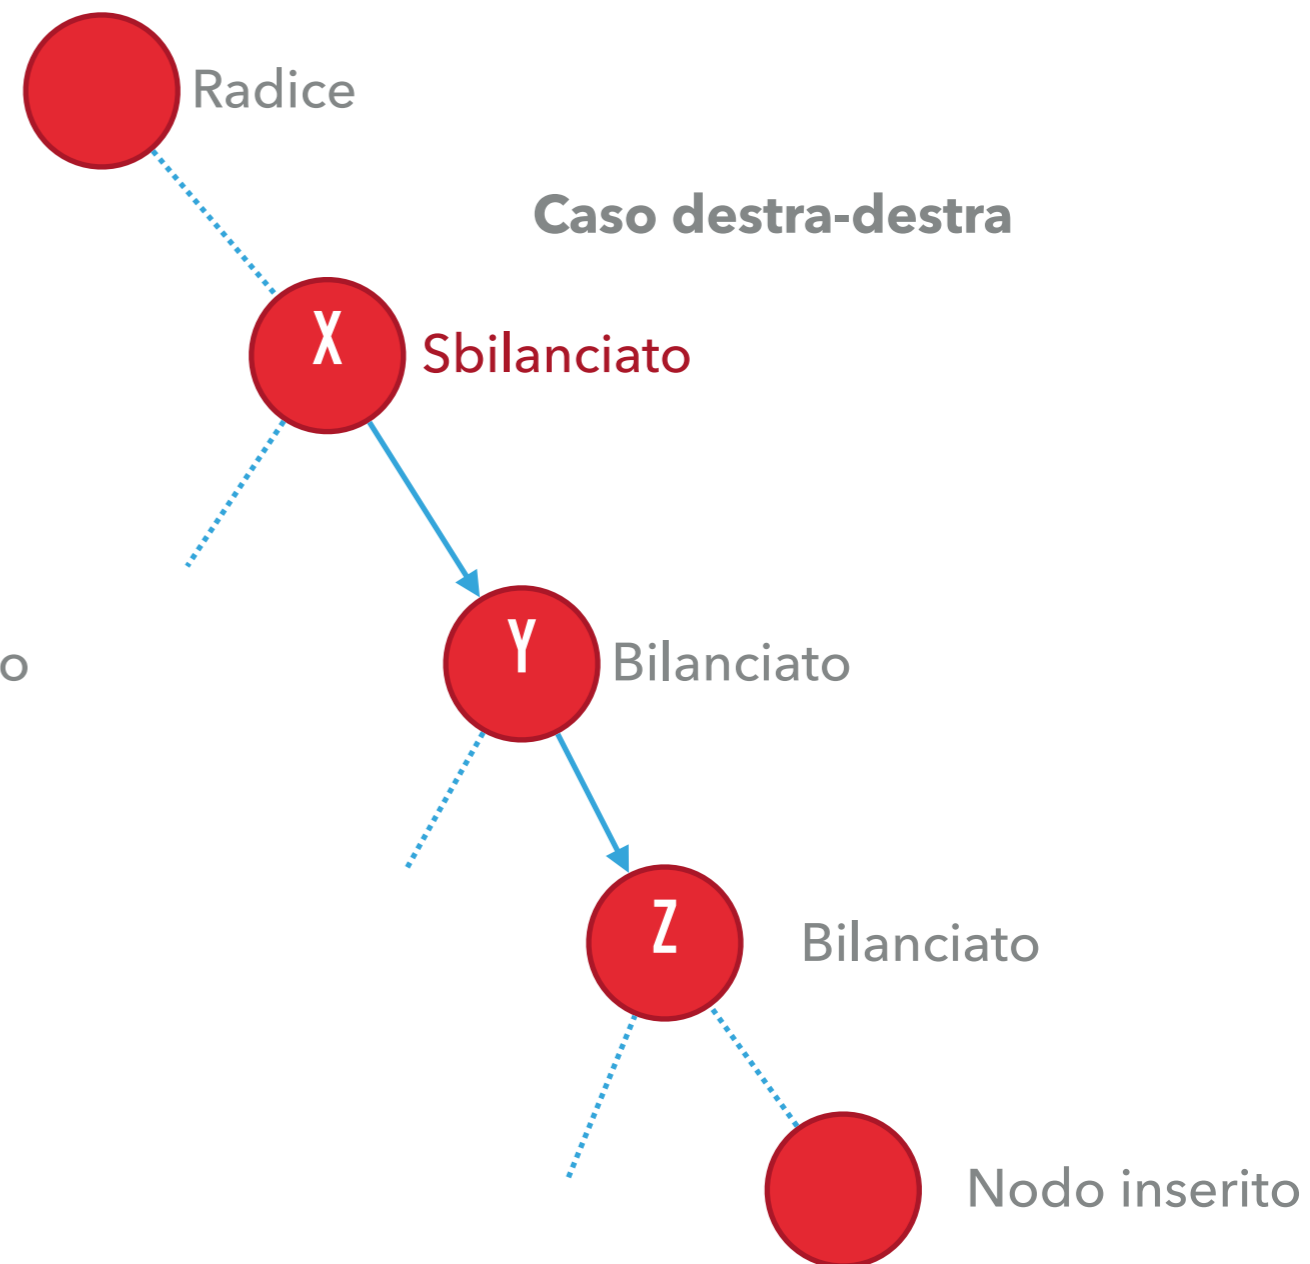 Radice
Caso destra-destra
X
Sbilanciato
Y
o
Bilanciato
Z
Bilanciato
Nodo inserito